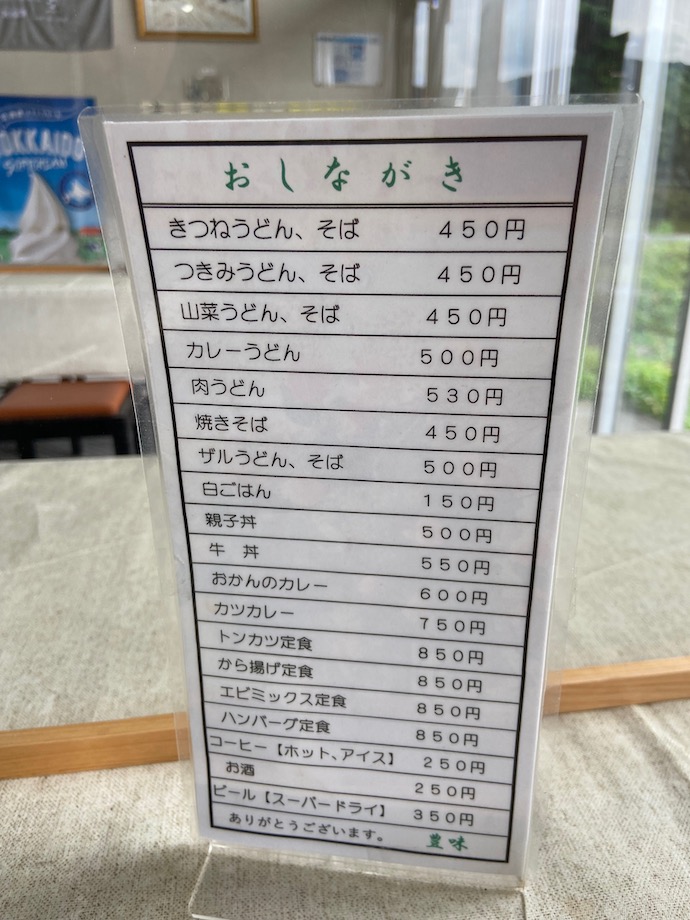 HOKKAIDO
おしながき
きつねうどん、そば ４５０円
つきみうどん、そば ４５０円
山菜うどん、そば ４５０円
カレーうどん ５００円
肉うどん ５３０円
焼きそば ４５０円
ザルうどん、そば ５００円
白ごはん １５０円
親子丼 ５００円
牛　丼 ５５０円
おかんのカレー ６００円
カツカレー ７５０円
トンカツ定食 ８５０円
から揚げ定食 ８５０円
エビミックス定食 ８５０円
ハンバーグ定食 ８５０円
コーヒー【ホット、アイス】 ２５０円
お酒 ２５０円
ビール【スーパードライ】 ３５０円
ありがとうございます。 豊味